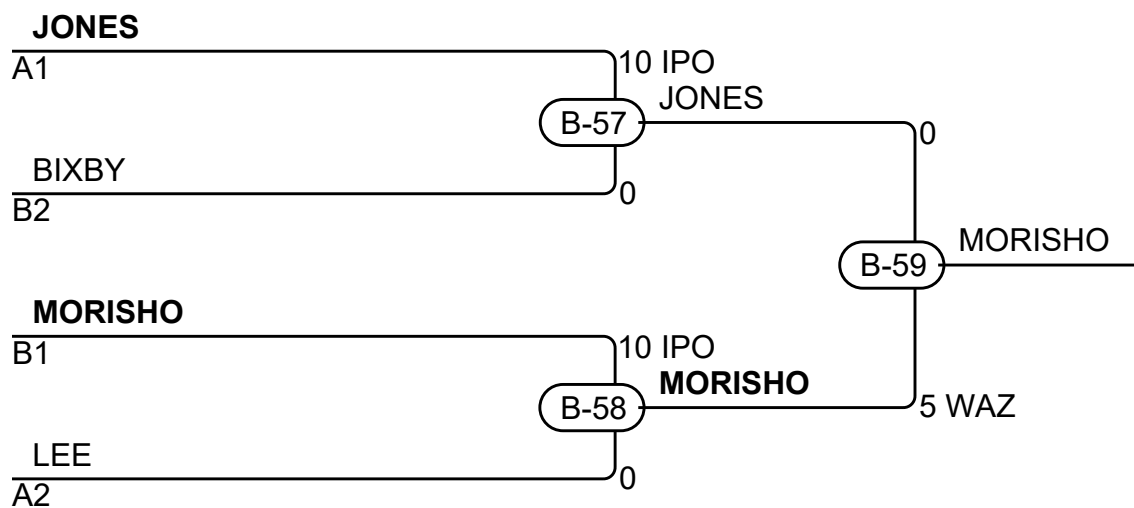 JONES
A1
10 IPO
JONES
B-57
0
BIXBY
B2
0
MORISHO
B-59
MORISHO
B1
10 IPO
MORISHO
B-58
5 WAZ
LEE
A2
0